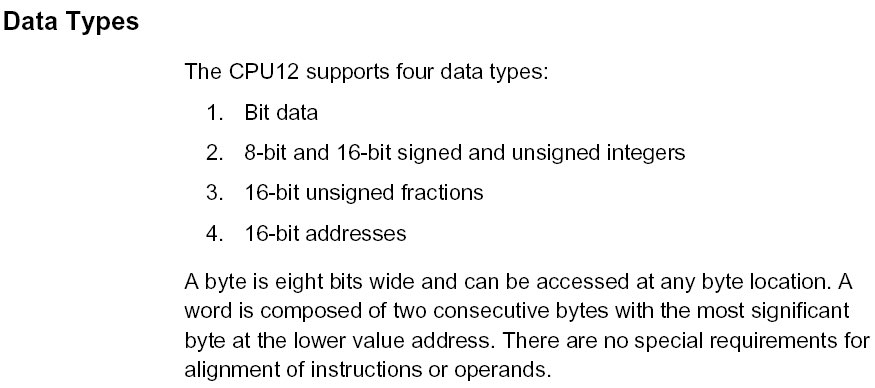 Data Types
The CPU12 supports four data types:
1. Bit data
2. 8-bit and 16-bit signed and unsigned integers
3. 16-bit unsigned fractions
4. 16-bit addresses
A byte is eight bits wide and can be accessed at any byte location. A
word is composed of two consecutive bytes with the most significant
byte at the lower value address. There are no special requirements for
alignment of instructions or operands.